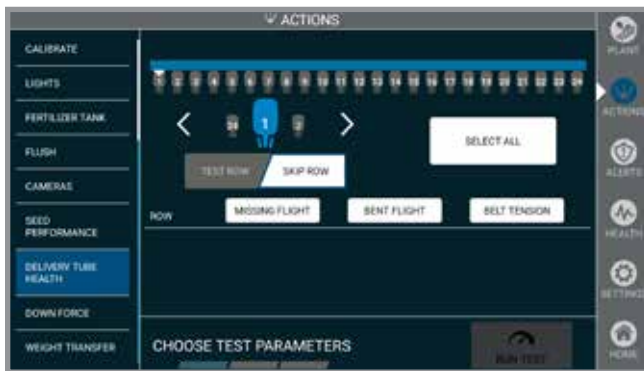 ACTIONS
CALIBRATE
LIGHTS
FERTILIZER TANK
FLUSH
CAMERAS
SEED
PERFORMANCE
DELIVERY TUBE
HEALTH
DOWN FORCE
WEIGHT TRANSFER
1 2 3 4 5 6 7 8 9 10 11 12 13 14 15 16 17 18 19 20 21 22 23 24
24 1 2
SELECT ALL
TEST ROW SKIP ROW
ROW MISSING FLIGHT BENT FLIGHT BELT TENSION
CHOOSE TEST PARAMETERS
RUN TEST
PLANT
ACTIONS
ALERTS
HEALTH
SETTINGS
HOME